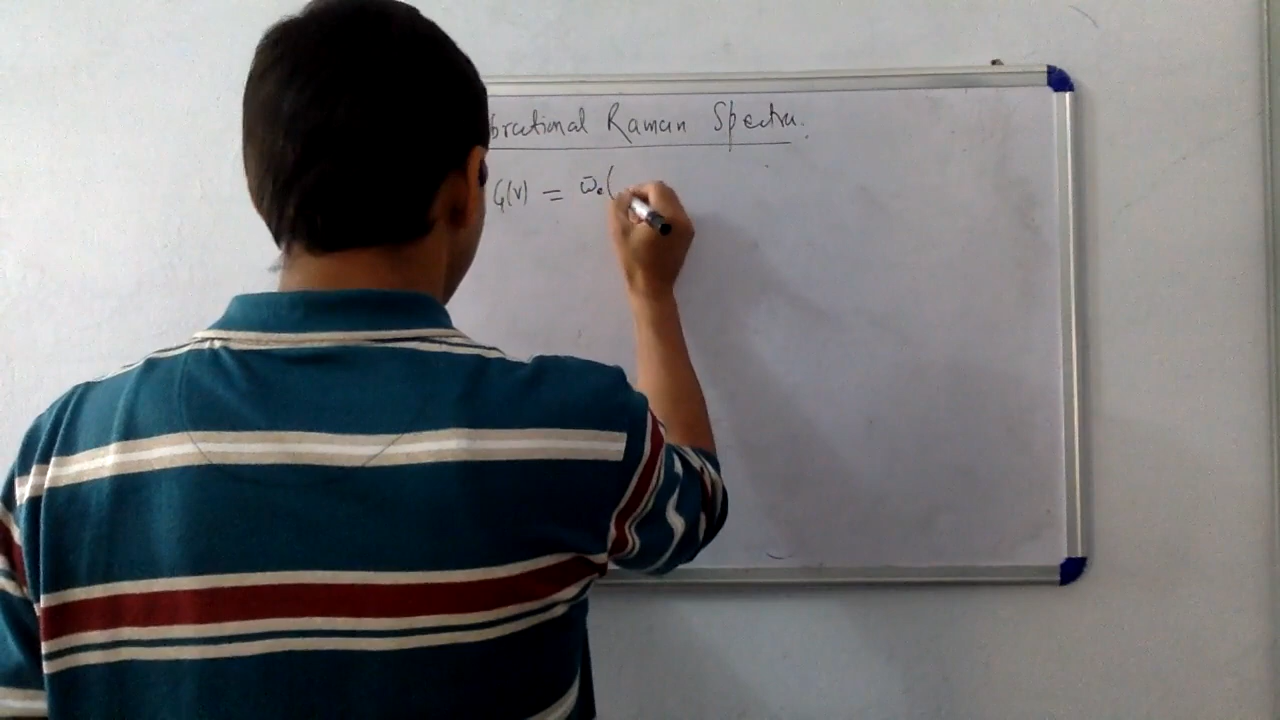 brational Raman Spectra.
G(v) = ω̄e(